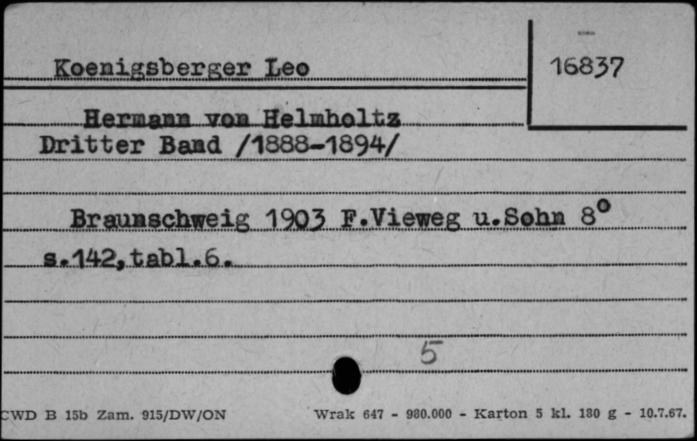 Koenigsberger Leo
16837
Hermann von Helmholtz
Dritter Band /1888-1894/
Braunschweig 1903 F.Vieweg u.Sohn 8°
s.142,tabl.6.
5
CWD B 15b Zam. 915/DW/ON Wrak 647 - 980.000 - Karton 5 kl. 180 g - 10.7.67.